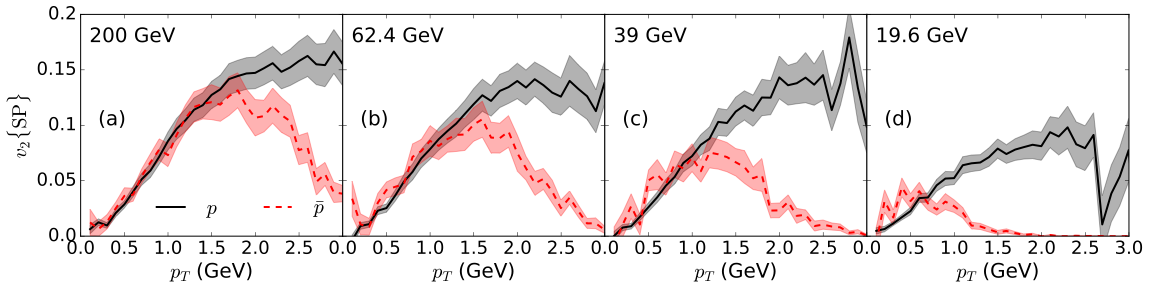 0.2
0.15
0.1
0.05
0.0
v₂{SP}
200 GeV
(a)
p
p̄
62.4 GeV
(b)
39 GeV
(c)
19.6 GeV
(d)
0.5 1.0 1.5 2.0 2.5 0.0 0.5 1.0 1.5 2.0 2.5 0.0 0.5 1.0 1.5 2.0 2.5 0.0 0.5 1.0 1.5 2.0 2.5 3.0
p_T (GeV) p_T (GeV) p_T (GeV) p_T (GeV)